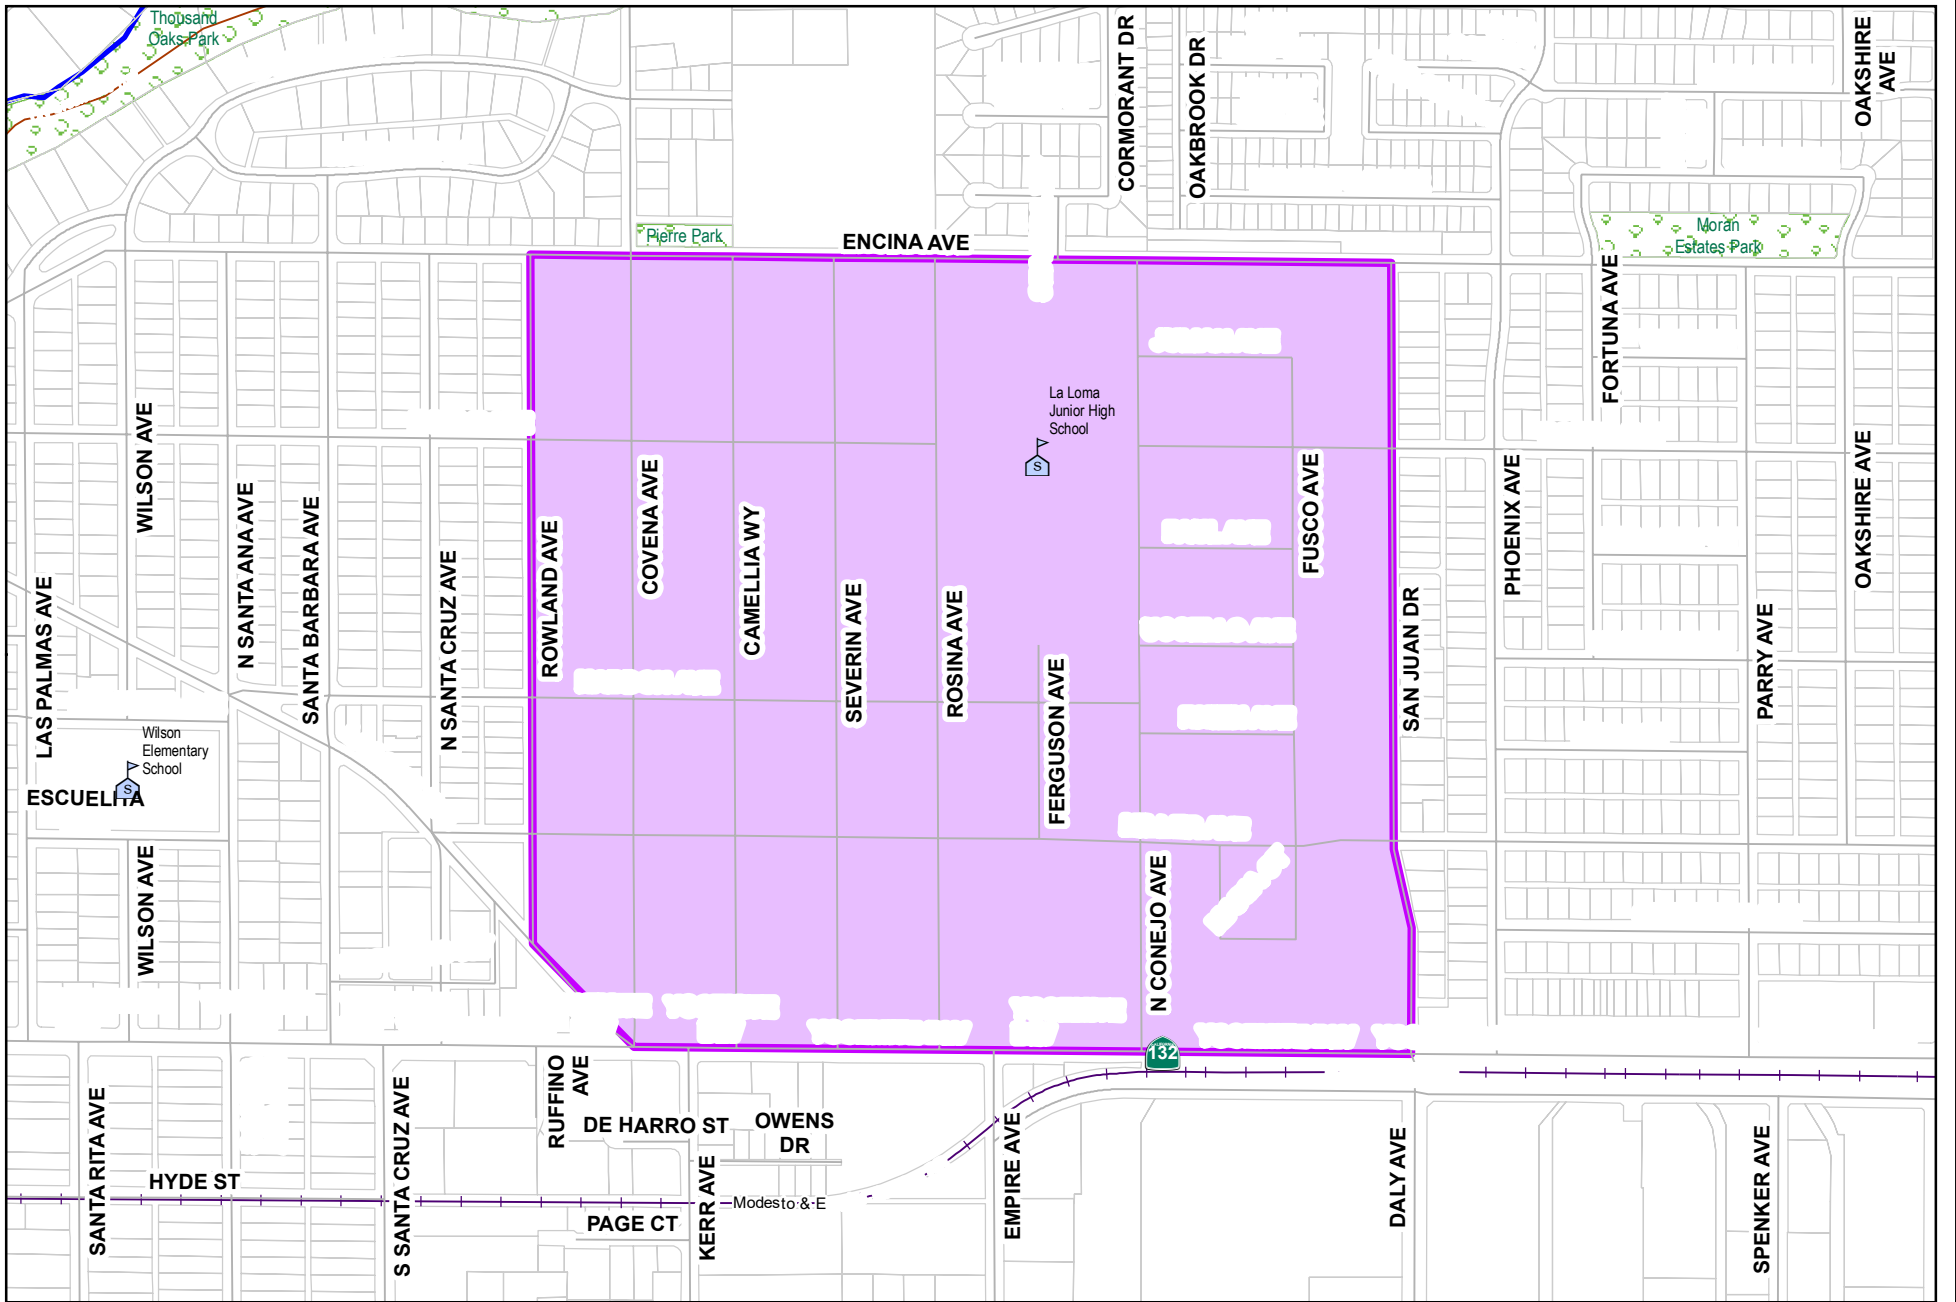 Thousand
Oaks Park
CORMORANT DR
OAKBROOK DR
OAKSHIRE
AVE
Pierre Park
ENCINA AVE
Moran
Estates Park
FORTUNA AVE
La Loma
Junior High
School
S
WILSON AVE
N SANTA ANA AVE
SANTA BARBARA AVE
N SANTA CRUZ AVE
ROWLAND AVE
COVENA AVE
CAMELLIA WY
SEVERIN AVE
ROSINA AVE
FERGUSON AVE
FUSCO AVE
SAN JUAN DR
PHOENIX AVE
PARRY AVE
OAKSHIRE AVE
LAS PALMAS AVE
Wilson
Elementary
School
S
ESCUELITA
WILSON AVE
N CONEJO AVE
132
RUFFINO
AVE
DE HARRO ST
OWENS
DR
SANTA RITA AVE
HYDE ST
S SANTA CRUZ AVE
PAGE CT
KERR AVE
Modesto & E
EMPIRE AVE
DALY AVE
SPENKER AVE